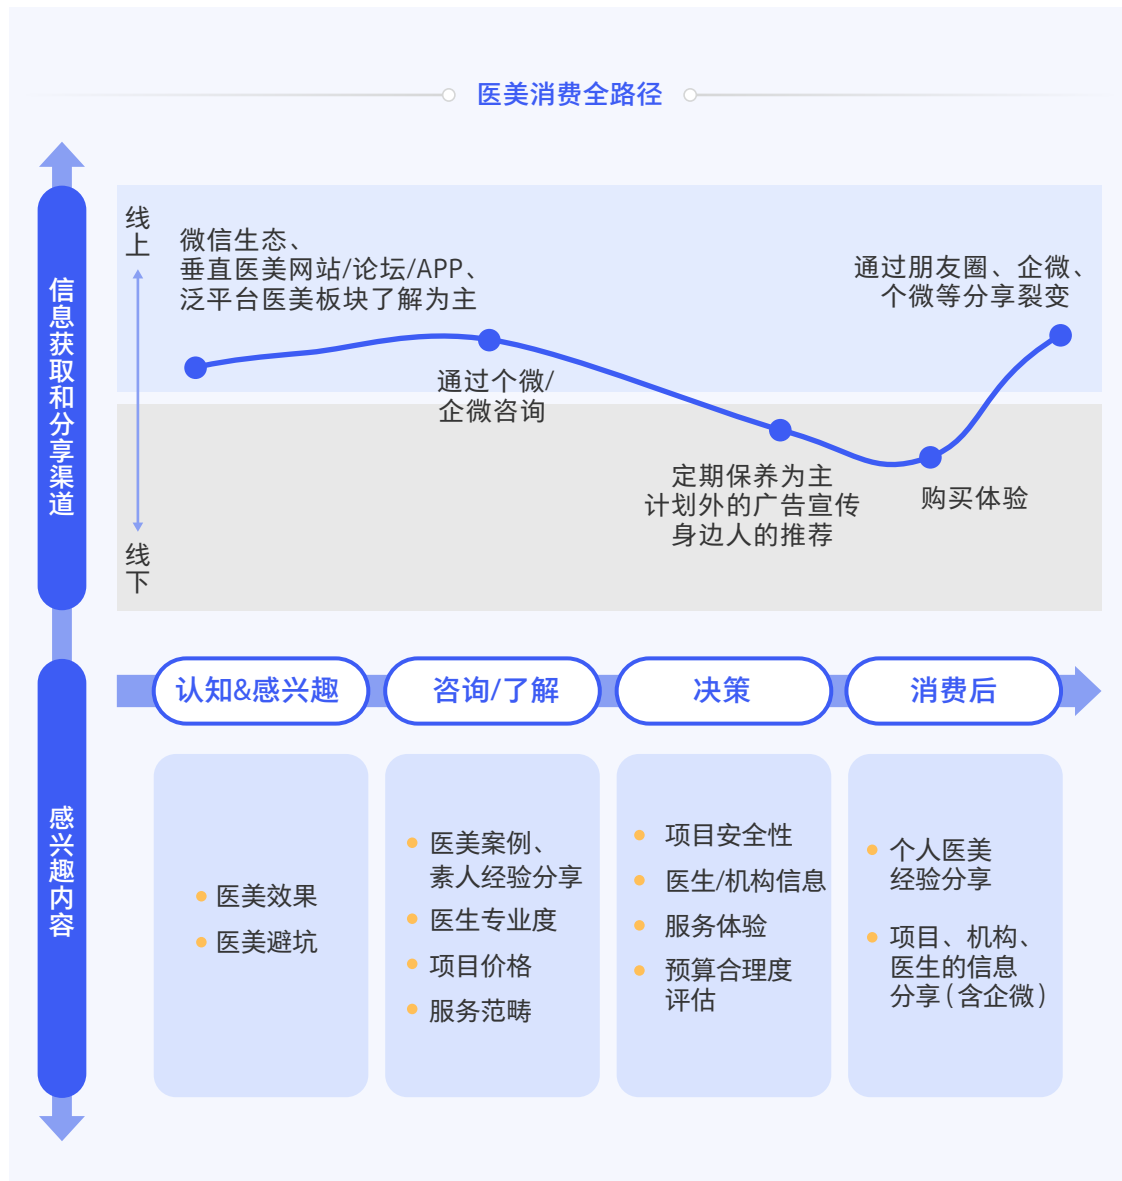 医美消费全路径
信息获取和分享渠道
线上
微信生态、
垂直医美网站/论坛/APP、
泛平台医美板块了解为主
通过朋友圈、企微、
个微等分享裂变
通过个微/
企微咨询
定期保养为主
计划外的广告宣传
身边人的推荐
购买体验
线下
感兴趣内容
认知&感兴趣
咨询/了解
决策
消费后
医美效果
医美避坑
医美案例、
素人经验分享
医生专业度
项目价格
服务范畴
项目安全性
医生/机构信息
服务体验
预算合理度
评估
个人医美
经验分享
项目、机构、
医生的信息
分享(含企微)